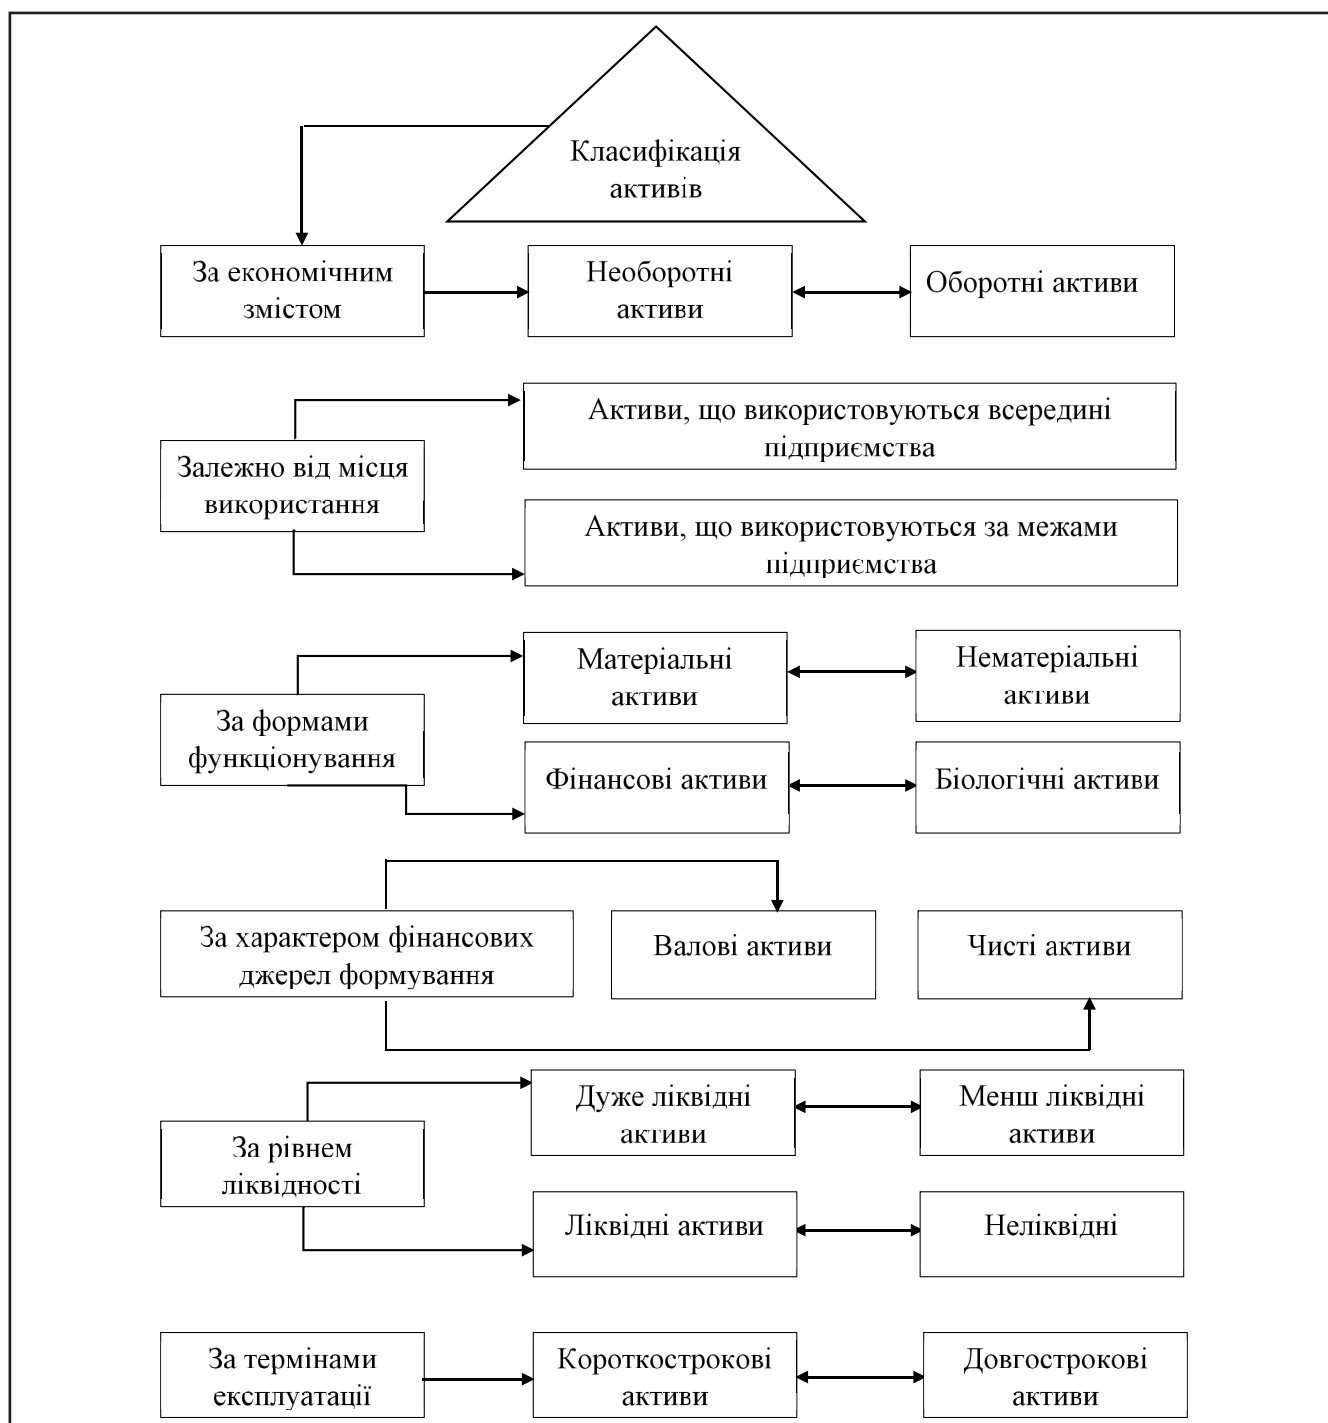 Класифікація
активів
За економічним
змістом
Необоротні
активи
Оборотні активи
Залежно від місця
використання
Активи, що використовуються всередині
підприємства
Активи, що використовуються за межами
підприємства
За формами
функціонування
Матеріальні
активи
Нематеріальні
активи
Фінансові активи
Біологічні активи
За характером фінансових
джерел формування
Валові активи
Чисті активи
За рівнем
ліквідності
Дуже ліквідні
активи
Менш ліквідні
активи
Ліквідні активи
Неліквідні
За термінами
експлуатації
Короткострокові
активи
Довгострокові
активи